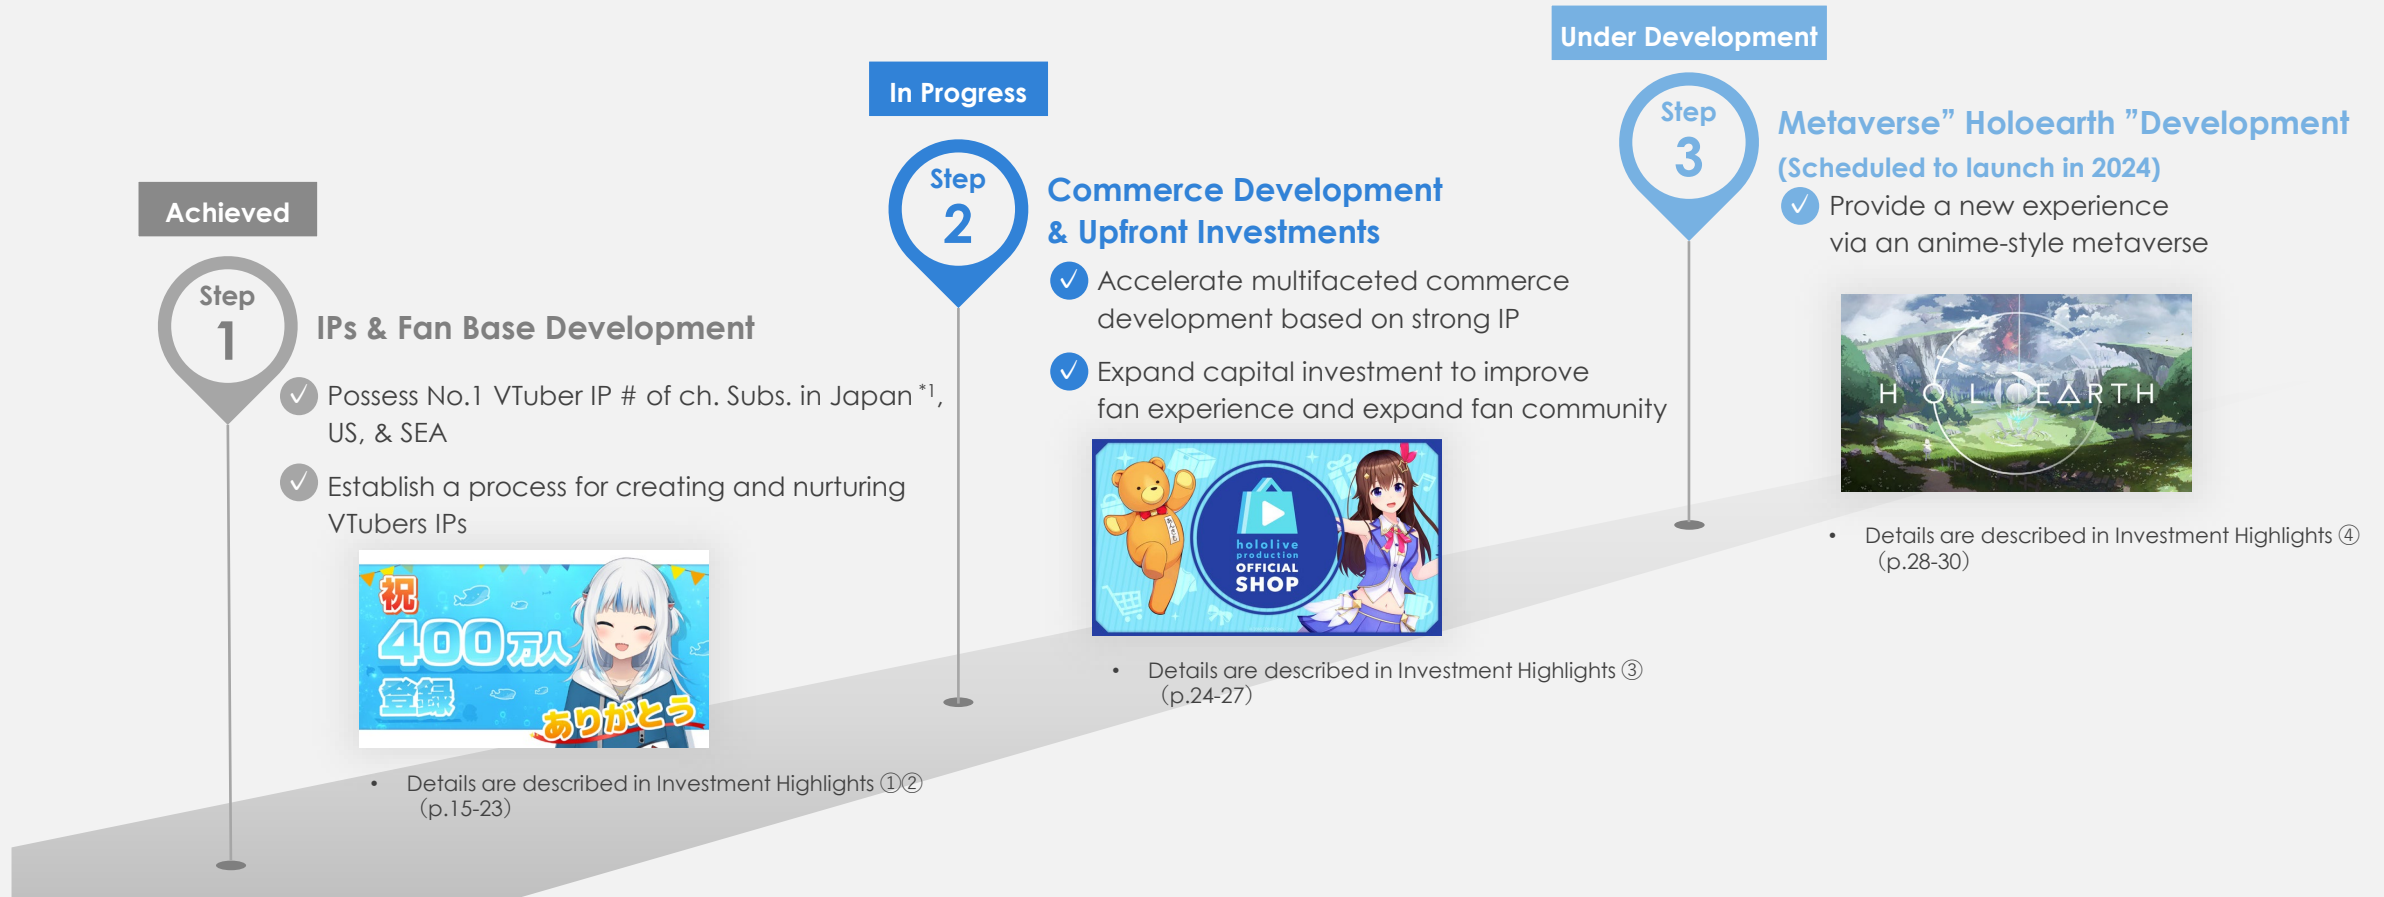 Achieved
Step
1
IPs & Fan Base Development
✓ Possess No.1 VTuber IP # of ch. Subs. in Japan *1,
US, & SEA
✓ Establish a process for creating and nurturing
VTubers IPs
祝
400万人
登録
ありがとう
• Details are described in Investment Highlights ①②
（p.15-23）
In Progress
Step
2
Commerce Development
& Upfront Investments
✓ Accelerate multifaceted commerce
development based on strong IP
✓ Expand capital investment to improve
fan experience and expand fan community
hololive
production
OFFICIAL
SHOP
• Details are described in Investment Highlights ③
（p.24-27）
Under Development
Step
3
Metaverse” Holoearth ”Development
(Scheduled to launch in 2024)
✓ Provide a new experience
via an anime-style metaverse
HOLOEARTH
• Details are described in Investment Highlights ④
（p.28-30）